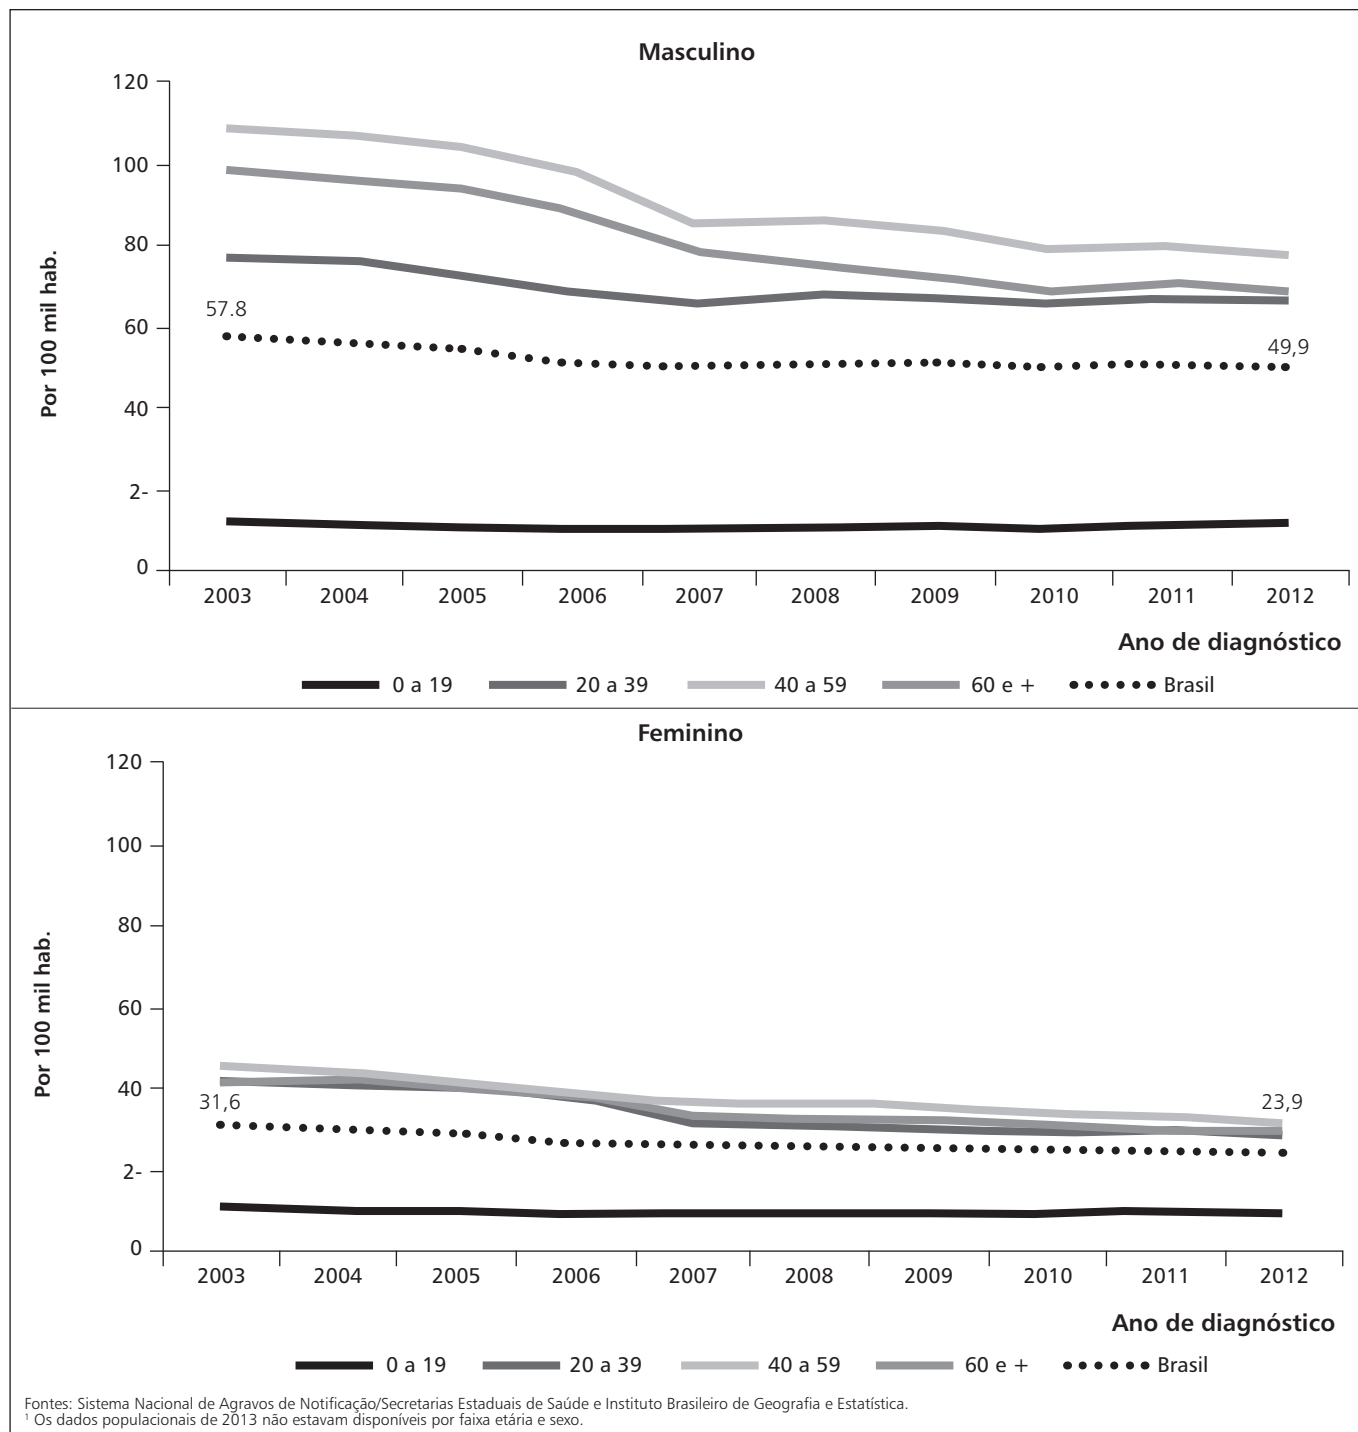 Masculino
120
100
80
60
40
2-
0
Por 100 mil hab.
57.8
49,9
2003 2004 2005 2006 2007 2008 2009 2010 2011 2012
Ano de diagnóstico
0 a 19 20 a 39 40 a 59 60 e + Brasil
Feminino
120
100
80
60
40
2-
0
Por 100 mil hab.
31,6
23,9
2003 2004 2005 2006 2007 2008 2009 2010 2011 2012
Ano de diagnóstico
0 a 19 20 a 39 40 a 59 60 e + Brasil
Fontes: Sistema Nacional de Agravos de Notificação/Secretarias Estaduais de Saúde e Instituto Brasileiro de Geografia e Estatística.
¹ Os dados populacionais de 2013 não estavam disponíveis por faixa etária e sexo.